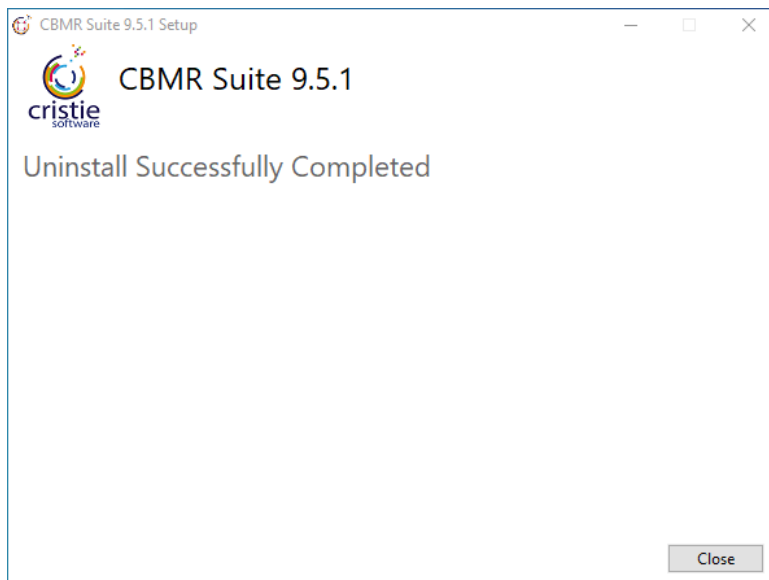 CBMR Suite 9.5.1 Setup
CBMR Suite 9.5.1
cristie
software
Uninstall Successfully Completed
Close